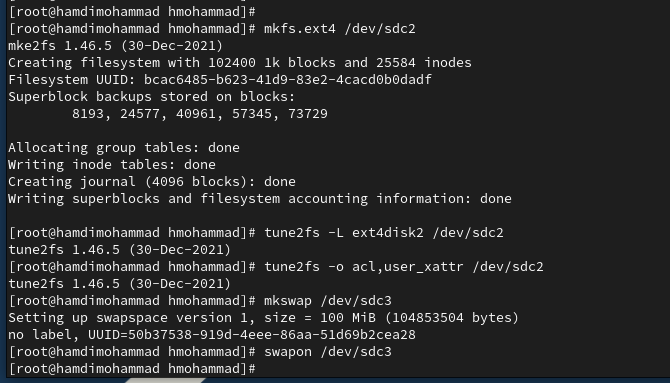 [root@hamdimohammad hmohammad]#
[root@hamdimohammad hmohammad]# mkfs.ext4 /dev/sdc2
mke2fs 1.46.5 (30-Dec-2021)
Creating filesystem with 102400 1k blocks and 25584 inodes
Filesystem UUID: bcac6485-b623-41d9-83e2-4cacd0b0dadf
Superblock backups stored on blocks:
        8193, 24577, 40961, 57345, 73729
Allocating group tables: done
Writing inode tables: done
Creating journal (4096 blocks): done
Writing superblocks and filesystem accounting information: done
[root@hamdimohammad hmohammad]# tune2fs -L ext4disk2 /dev/sdc2
tune2fs 1.46.5 (30-Dec-2021)
[root@hamdimohammad hmohammad]# tune2fs -o acl,user_xattr /dev/sdc2
tune2fs 1.46.5 (30-Dec-2021)
[root@hamdimohammad hmohammad]# mkswap /dev/sdc3
Setting up swapspace version 1, size = 100 MiB (104853504 bytes)
no label, UUID=50b37538-919d-4eee-86aa-51d69b2cea28
[root@hamdimohammad hmohammad]# swapon /dev/sdc3
[root@hamdimohammad hmohammad]#